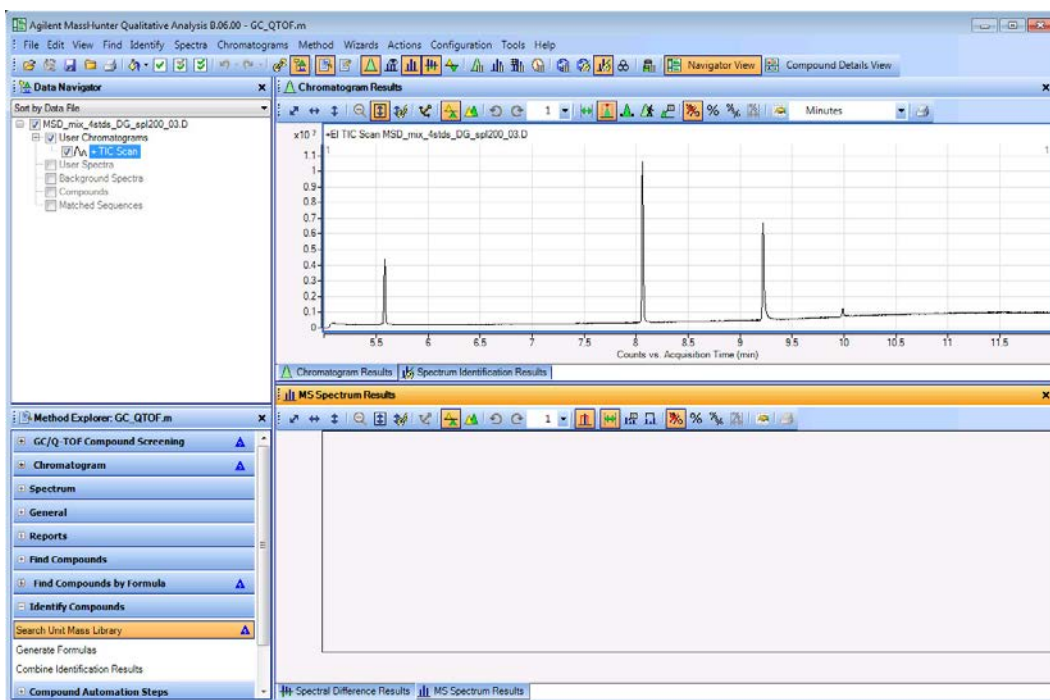 Agilent MassHunter Qualitative Analysis B.06.00 - GC_QTOF.m
File Edit View Find Identify Spectra Chromatograms Method Wizards Actions Configuration Tools Help
Navigator View Compound Details View
Data Navigator
Sort by Data File
MSD_mix_4stds_DG_spl200_03.D
User Chromatograms
+ TIC Scan
User Spectra
Background Spectra
Compounds
Matched Sequences
Chromatogram Results
1 Minutes
x10 7 +EI TIC Scan MSD_mix_4stds_DG_spl200_03.D
1 1
1.1
1
0.9
0.8
0.7
0.6
0.5
0.4
0.3
0.2
0.1
0
5.5 6 6.5 7 7.5 8 8.5 9 9.5 10 10.5 11 11.5
Counts vs. Acquisition Time (min)
Chromatogram Results Spectrum Identification Results
MS Spectrum Results
1
Spectral Difference Results MS Spectrum Results
Method Explorer: GC_QTOF.m
GC/Q-TOF Compound Screening
Chromatogram
Spectrum
General
Reports
Find Compounds
Find Compounds by Formula
Identify Compounds
Search Unit Mass Library
Generate Formulas
Combine Identification Results
Compound Automation Steps